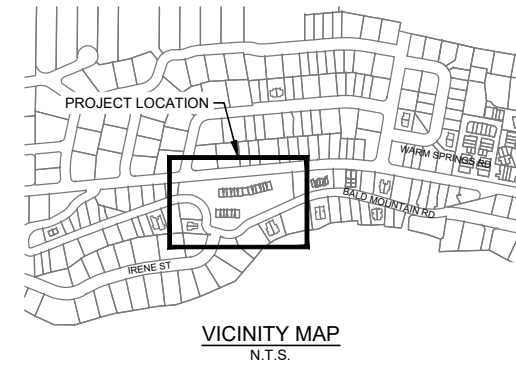 PROJECT LOCATION
WARM SPRINGS RD
BALD MOUNTAIN RD
IRENE ST
VICINITY MAP
N.T.S.